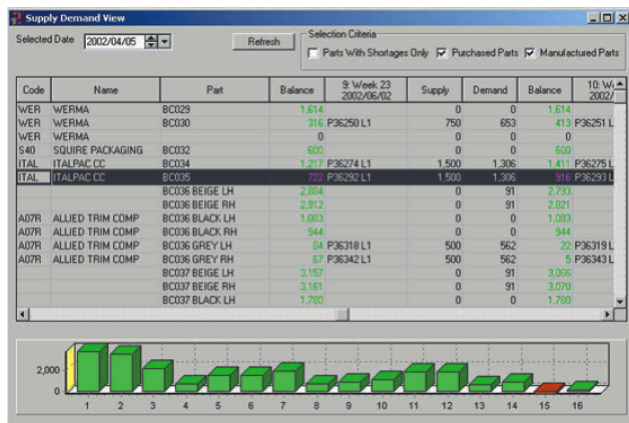 Supply Demand View
Selected Date 2002/04/05 Refresh Selection Criteria
Parts With Shortages Only Purchased Parts Manufactured Parts
Code Name Part Balance 9: Week 23 2002/06/02 Supply Demand Balance 10: 2002/
WER WERMA BC029 1,614 0 0 1,614
WER WERMA BC030 316 P36250 L1 750 653 413 P36251 L
WER WERMA 0 0 0 0
S40 SQUIRE PACKAGING BC032 600 0 0 600
ITAL ITALPAC CC BC034 1,217 P36274 L1 1,500 1,306 1,411 P36275 L
ITAL ITALPAC CC BC035 722 P36292 L1 1,500 1,306 916 P36293 L
BC036 BEIGE LH 2,884 0 91 2,793
BC036 BEIGE RH 2,912 0 91 2,821
A07R ALLIED TRIM COMP BC036 BLACK LH 1,083 0 0 1,083
A07R ALLIED TRIM COMP BC036 BLACK RH 944 0 0 944
A07R ALLIED TRIM COMP BC036 GREY LH 84 P36318 L1 500 562 22 P36319 L
A07R ALLIED TRIM COMP BC036 GREY RH 67 P36342 L1 500 562 5 P36343 L
BC037 BEIGE LH 3,157 0 91 3,066
BC037 BEIGE RH 3,161 0 91 3,070
BC037 BLACK LH 1,780 0 0 1,780
2,000
0
1 2 3 4 5 6 7 8 9 10 11 12 13 14 15 16